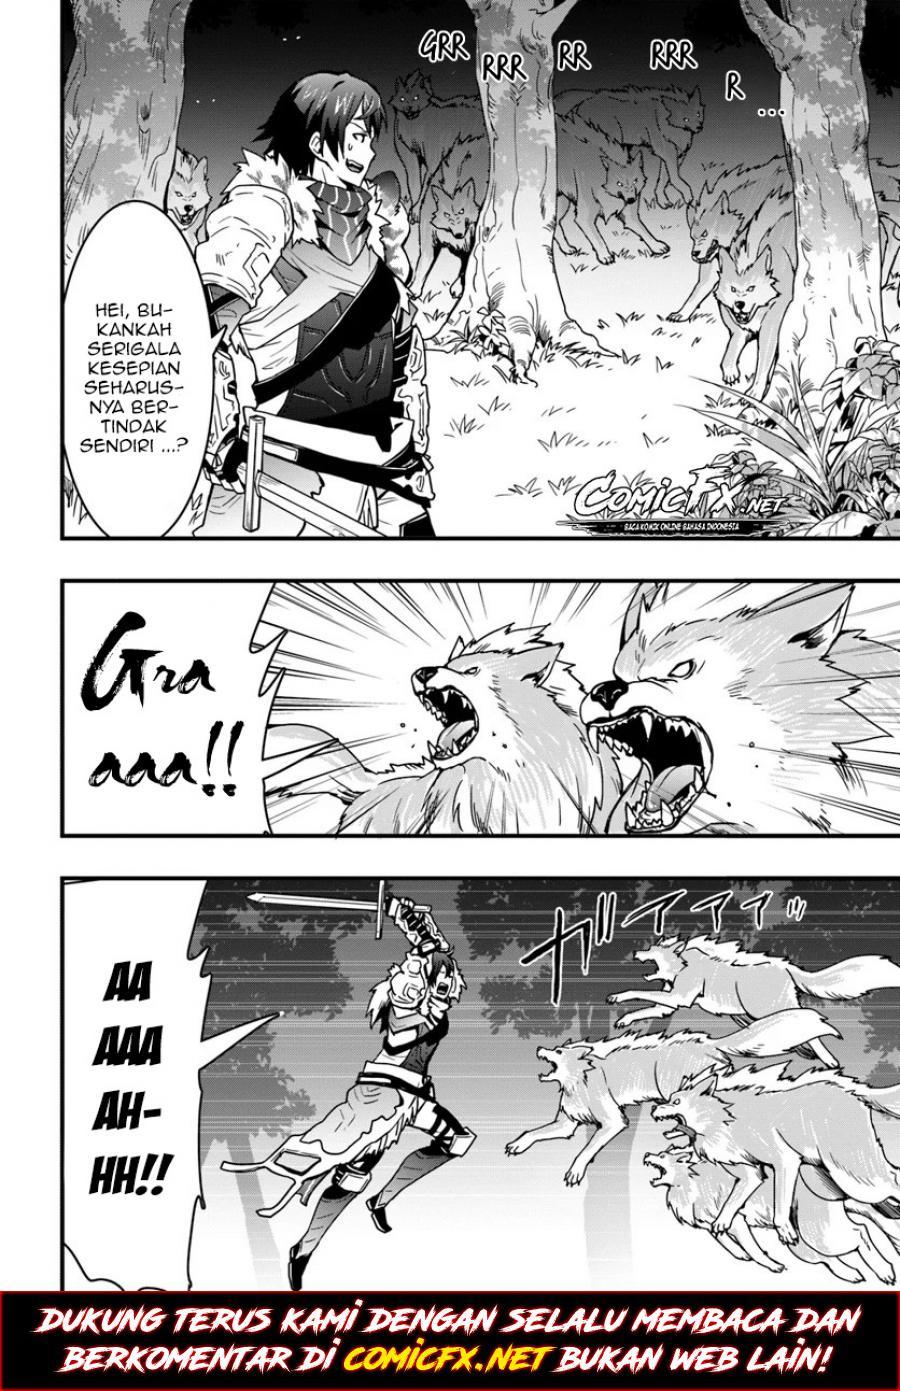 GRR
RRR
RR
RRR
R
...
HEI, BU-
KANKAH
SERIGALA
KESEPIAN
SEHARUS-
NYA BER-
TINDAK
SENDIRI ...?
COMICFX.NET
BACA KOMIK ONLINE BAHASA INDONESIA
Gra
aaa!!
ガァァァッ
AA
AAA
AH-
HH!!
DUKUNG TERUS KAMI DENGAN SELALU MEMBACA DAN
BERKOMENTAR DI COMICFX.NET BUKAN WEB LAIN!